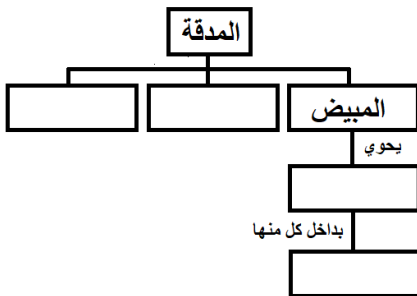 المدقة
المبيض
يحوي
بداخل كل منها